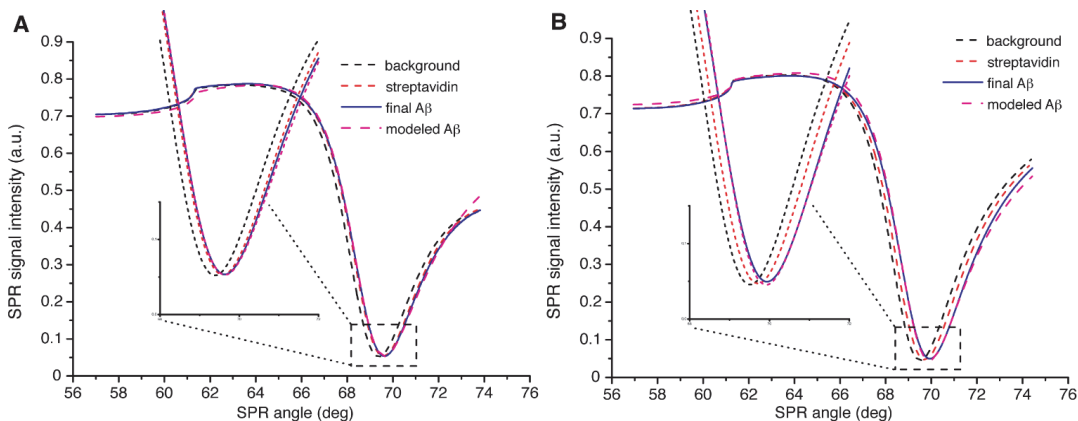 A
SPR signal intensity (a.u.)
0.9
0.8
0.7
0.6
0.5
0.4
0.3
0.2
0.1
0
background
streptavidin
final Aβ
modeled Aβ
56 58 60 62 64 66 68 70 72 74 76
SPR angle (deg)
B
SPR signal intensity (a.u.)
0.9
0.8
0.7
0.6
0.5
0.4
0.3
0.2
0.1
0
background
streptavidin
final Aβ
modeled Aβ
56 58 60 62 64 66 68 70 72 74 76
SPR angle (deg)